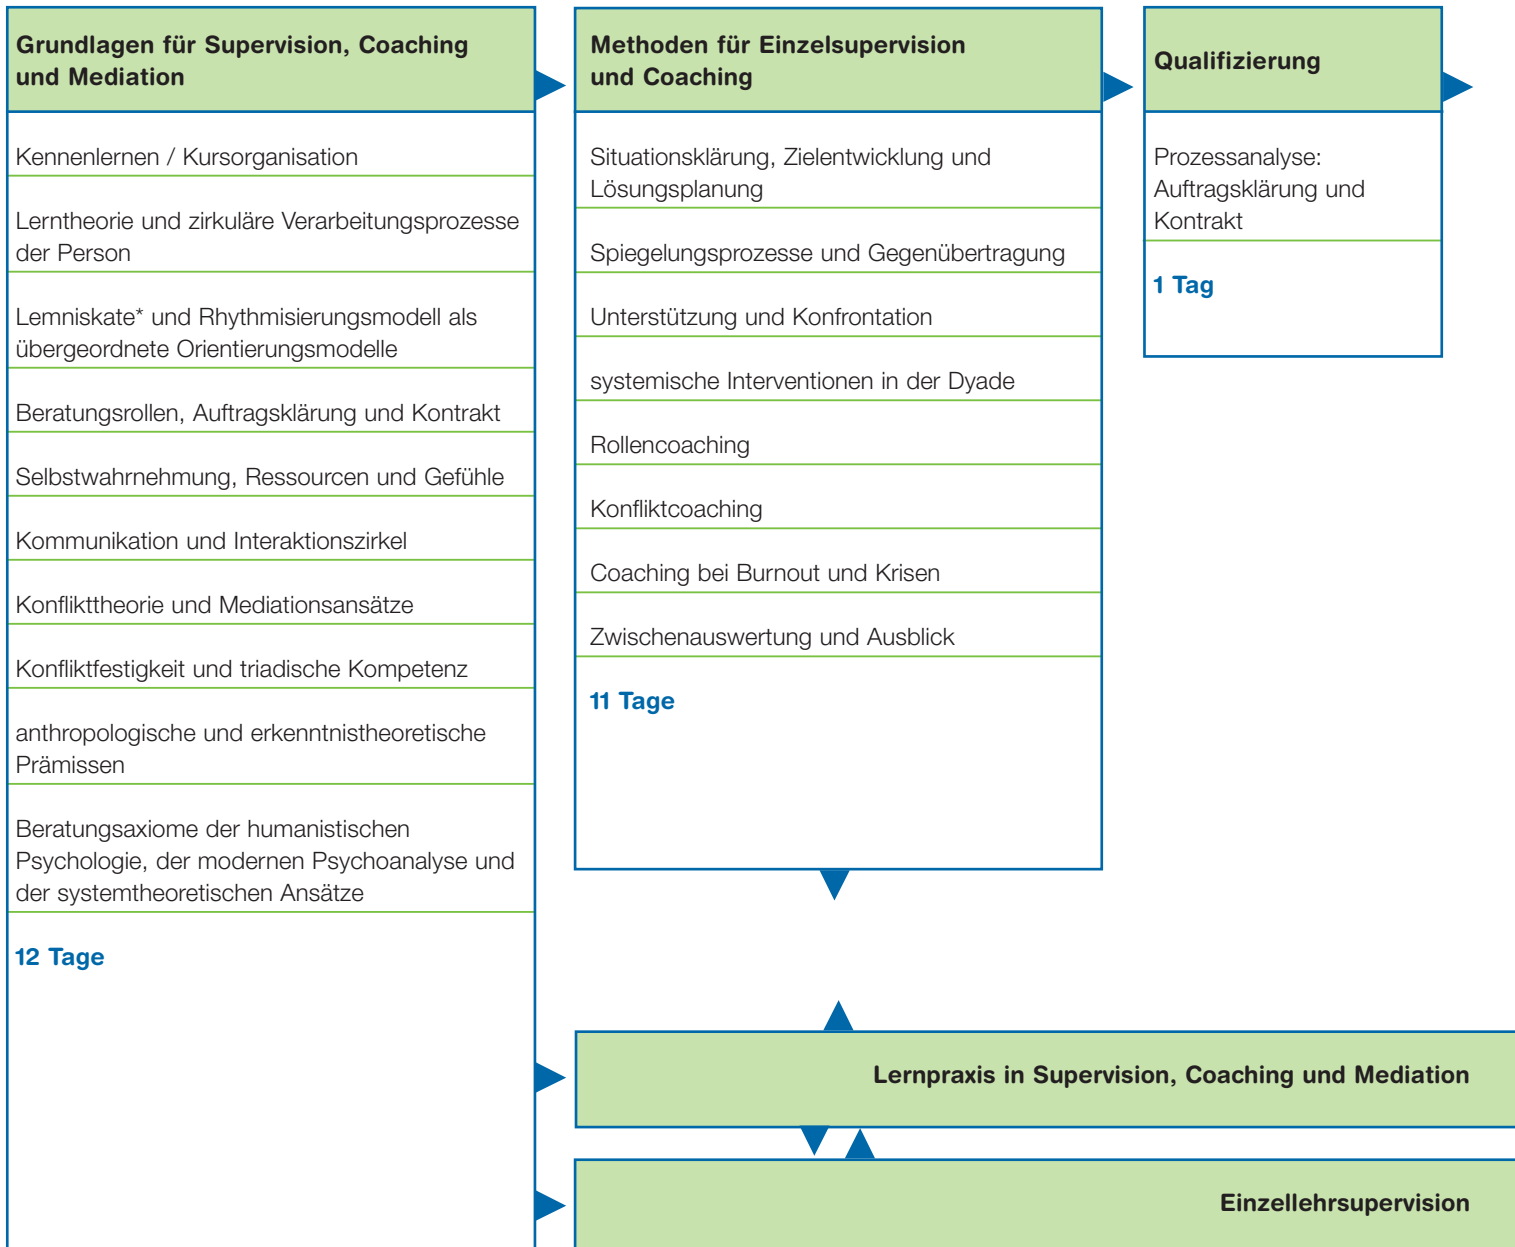 Grundlagen für Supervision, Coaching
und Mediation
Kennenlernen / Kursorganisation
Lerntheorie und zirkuläre Verarbeitungsprozesse
der Person
Lemniskate* und Rhythmisierungsmodell als
übergeordnete Orientierungsmodelle
Beratungsrollen, Auftragsklärung und Kontrakt
Selbstwahrnehmung, Ressourcen und Gefühle
Kommunikation und Interaktionszirkel
Konflikttheorie und Mediationsansätze
Konfliktfestigkeit und triadische Kompetenz
anthropologische und erkenntnistheoretische
Prämissen
Beratungsaxiome der humanistischen
Psychologie, der modernen Psychoanalyse und
der systemtheoretischen Ansätze
12 Tage
Methoden für Einzelsupervision
und Coaching
Situationsklärung, Zielentwicklung und
Lösungsplanung
Spiegelungsprozesse und Gegenübertragung
Unterstützung und Konfrontation
systemische Interventionen in der Dyade
Rollencoaching
Konfliktcoaching
Coaching bei Burnout und Krisen
Zwischenauswertung und Ausblick
11 Tage
Qualifizierung
Prozessanalyse:
Auftragsklärung und
Kontrakt
1 Tag
Lernpraxis in Supervision, Coaching und Mediation
Einzellehrsupervision